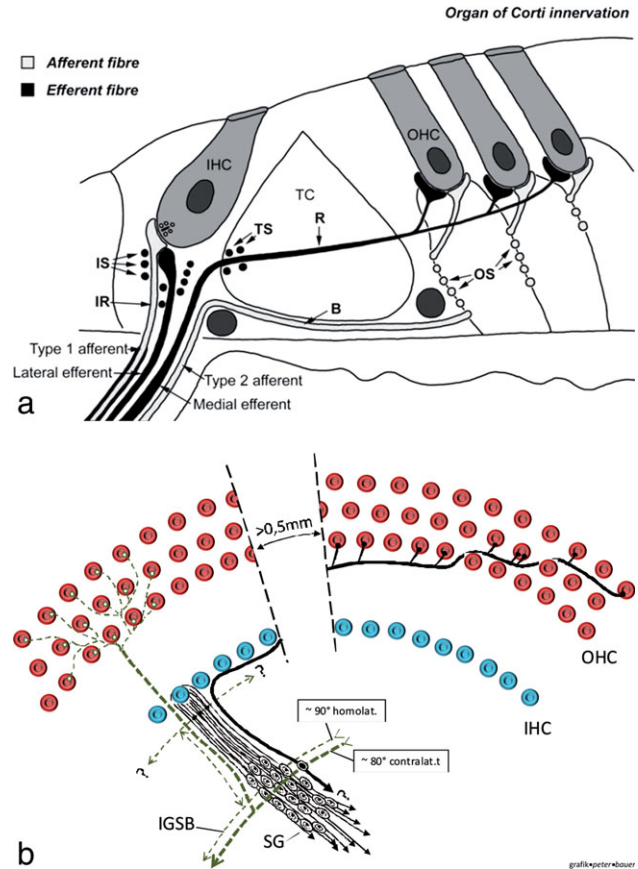 Organ of Corti innervation
Afferent fibre
Efferent fibre
IHC
OHC
TC
R
TS
IS
IR
OS
B
Type 1 afferent
Lateral efferent
Type 2 afferent
Medial efferent
a
>0,5mm
OHC
IHC
?
~ 90° homolat.
~ 80° contralat.t
?
?
IGSB
SG
b
grafik•peter•bauer